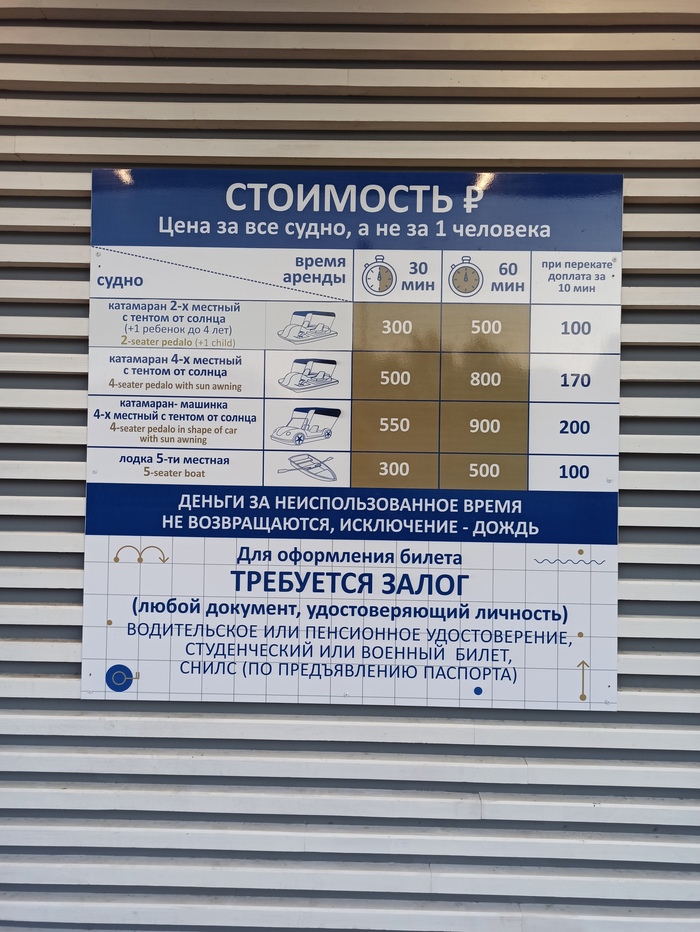 СТОИМОСТЬ ₽
Цена за все судно, а не за 1 человека
судно
время
аренды
30
мин
60
мин
при перекате
доплата за
10 мин
катамаран 2-х местный
с тентом от солнца
(+1 ребенок до 4 лет)
2-seater pedalo (+1 child)
300
500
100
катамаран 4-х местный
с тентом от солнца
4-seater pedalo with sun awning
500
800
170
катамаран- машинка
4-х местный с тентом от солнца
4-seater pedalo in shape of car
with sun awning
550
900
200
лодка 5-ти местная
5-seater boat
300
500
100
ДЕНЬГИ ЗА НЕИСПОЛЬЗОВАННОЕ ВРЕМЯ
НЕ ВОЗВРАЩАЮТСЯ, ИСКЛЮЧЕНИЕ - ДОЖДЬ
Для оформления билета
ТРЕБУЕТСЯ ЗАЛОГ
(любой документ, удостоверяющий личность)
ВОДИТЕЛЬСКОЕ ИЛИ ПЕНСИОННОЕ УДОСТОВЕРЕНИЕ,
СТУДЕНЧЕСКИЙ ИЛИ ВОЕННЫЙ БИЛЕТ,
СНИЛС (ПО ПРЕДЪЯВЛЕНИЮ ПАСПОРТА)